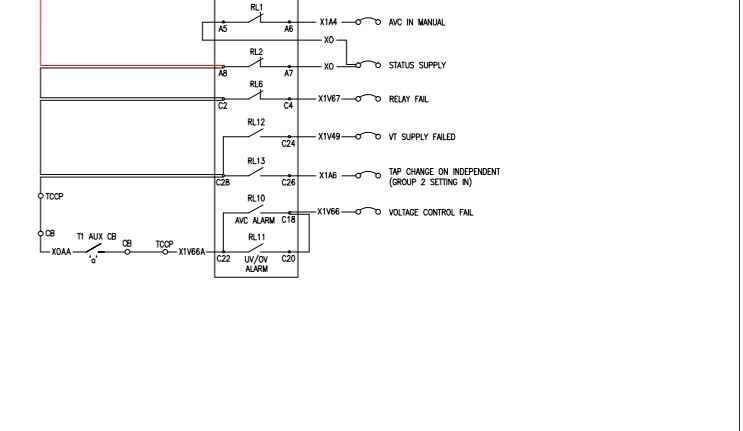 RL1
A5 A6 X1A4 AVC IN MANUAL
XO
RL2
A8 A7 XO STATUS SUPPLY
RL6
C2 C4 X1V67 RELAY FAIL
RL12
C24 X1V49 VT SUPPLY FAILED
RL13
C28 C26 X1A6 TAP CHANGE ON INDEPENDENT
(GROUP 2 SETTING IN)
TCCP
RL10
AVC ALARM C18 X1V66 VOLTAGE CONTROL FAIL
CB T1 AUX CB CB TCCP RL11
XOAA 'a' X1V66A C22 UV/OV C20
ALARM